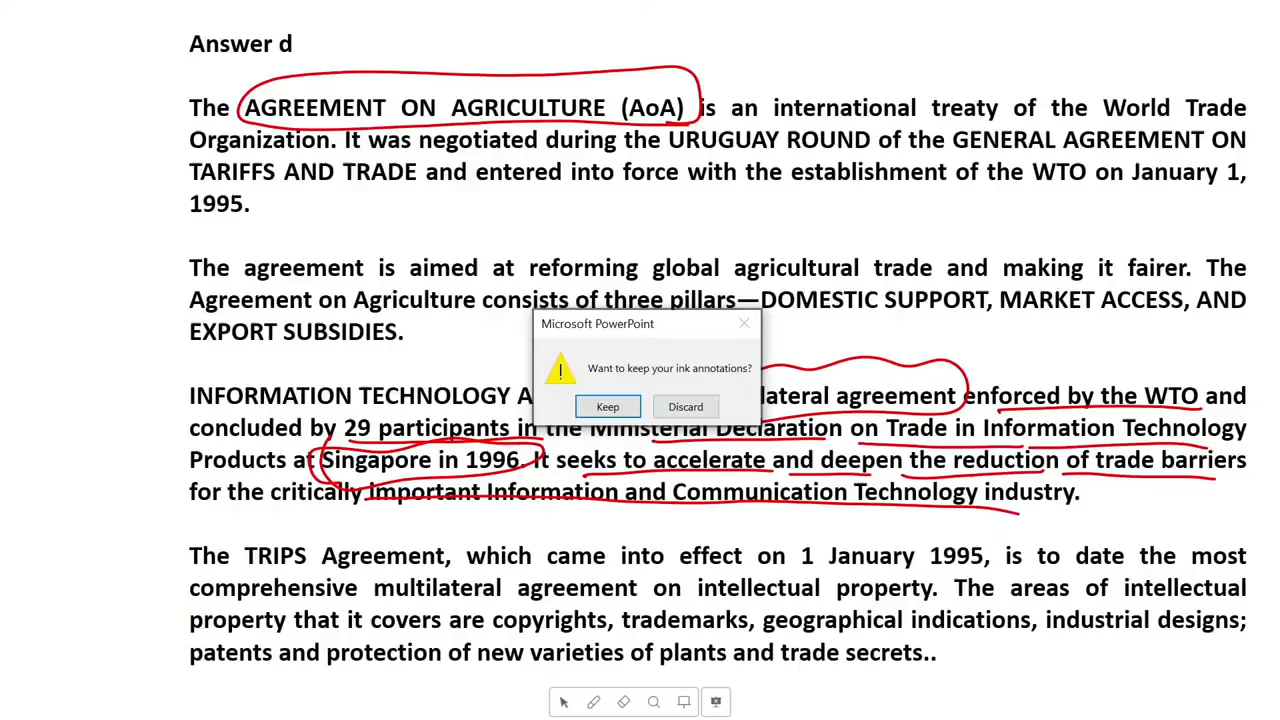 Answer d
The AGREEMENT ON AGRICULTURE (AoA) is an international treaty of the World Trade
Organization. It was negotiated during the URUGUAY ROUND of the GENERAL AGREEMENT ON
TARIFFS AND TRADE and entered into force with the establishment of the WTO on January 1,
1995.
The agreement is aimed at reforming global agricultural trade and making it fairer. The
Agreement on Agriculture consists of three pillars—DOMESTIC SUPPORT, MARKET ACCESS, AND
EXPORT SUBSIDIES.
Microsoft PowerPoint
Want to keep your ink annotations?
Keep Discard
INFORMATION TECHNOLOGY A lateral agreement enforced by the WTO and
concluded by 29 participants in the Ministerial Declaration on Trade in Information Technology
Products at Singapore in 1996. It seeks to accelerate and deepen the reduction of trade barriers
for the critically important Information and Communication Technology industry.
The TRIPS Agreement, which came into effect on 1 January 1995, is to date the most
comprehensive multilateral agreement on intellectual property. The areas of intellectual
property that it covers are copyrights, trademarks, geographical indications, industrial designs;
patents and protection of new varieties of plants and trade secrets..